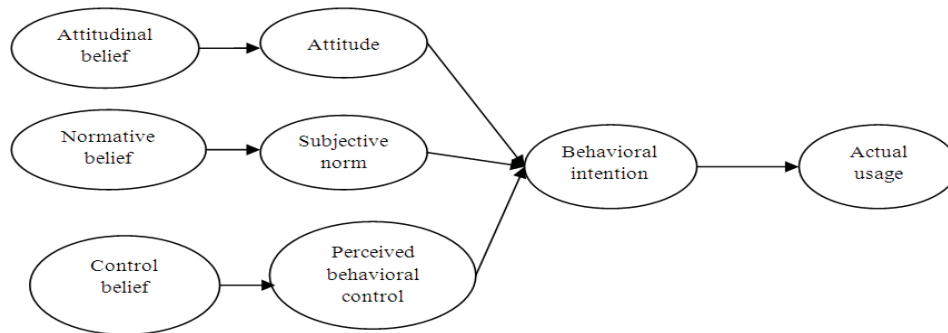 Attitudinal
belief
Attitude
Normative
belief
Subjective
norm
Behavioral
intention
Actual
usage
Control
belief
Perceived
behavioral
control